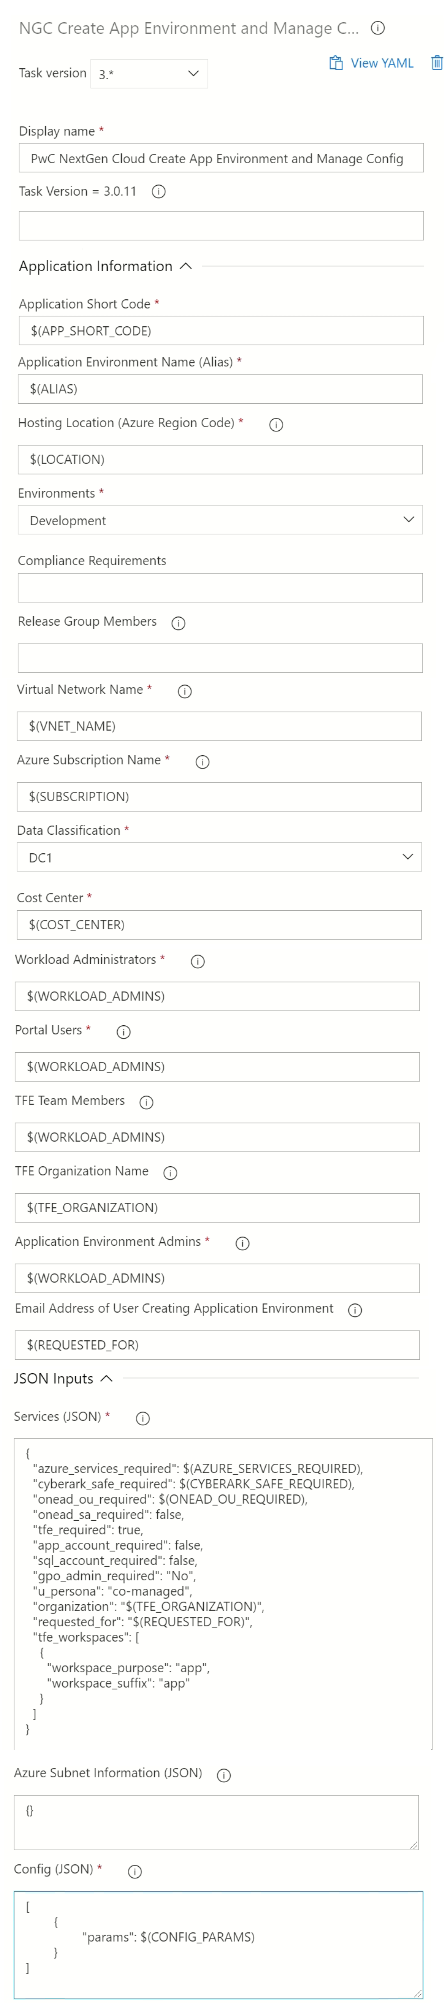 NGC Create App Environment and Manage C...
View YAML
Task version 3.*
Display name *
PwC NextGen Cloud Create App Environment and Manage Config
Task Version = 3.0.11
Application Information
Application Short Code *
$(APP_SHORT_CODE)
Application Environment Name (Alias) *
$(ALIAS)
Hosting Location (Azure Region Code) *
$(LOCATION)
Environments *
Development
Compliance Requirements
Release Group Members
Virtual Network Name *
$(VNET_NAME)
Azure Subscription Name *
$(SUBSCRIPTION)
Data Classification *
DC1
Cost Center *
$(COST_CENTER)
Workload Administrators *
$(WORKLOAD_ADMINS)
Portal Users *
$(WORKLOAD_ADMINS)
TFE Team Members
$(WORKLOAD_ADMINS)
TFE Organization Name
$(TFE_ORGANIZATION)
Application Environment Admins *
$(WORKLOAD_ADMINS)
Email Address of User Creating Application Environment
$(REQUESTED_FOR)
JSON Inputs
Services (JSON) *
{
"azure_services_required": $(AZURE_SERVICES_REQUIRED),
"cyberark_safe_required": $(CYBERARK_SAFE_REQUIRED),
"onead_ou_required": $(ONEAD_OU_REQUIRED),
"onead_sa_required": false,
"tfe_required": true,
"app_account_required": false,
"sql_account_required": false,
"gpo_admin_required": "No",
"u_persona": "co-managed",
"organization": "$(TFE_ORGANIZATION)",
"requested_for": "$(REQUESTED_FOR)",
"tfe_workspaces": [
{
"workspace_purpose": "app",
"workspace_suffix": "app"
}
]
}
Azure Subnet Information (JSON)
{}
Config (JSON) *
[
{
"params": $(CONFIG_PARAMS)
}
]